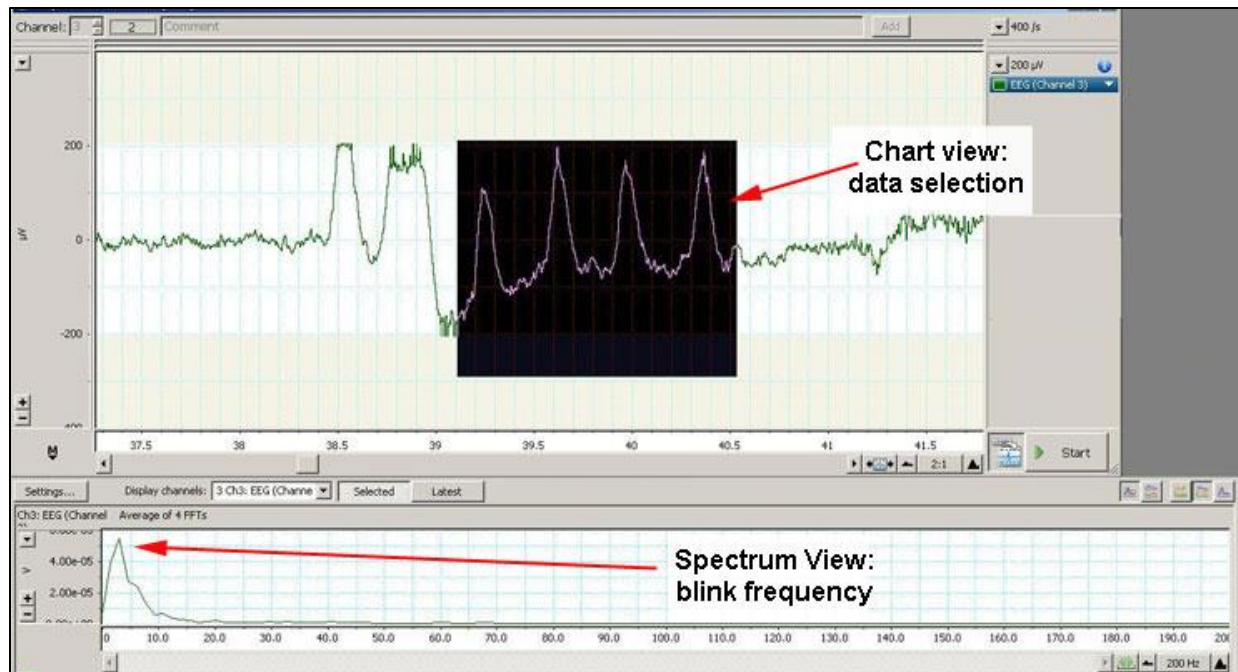 Channel: 3 2 Comment Add 400 /s
200 µV
EEG (Channel 3)
200
0
-200
-400
µV
Chart view:
data selection
37.5 38 38.5 39 39.5 40 40.5 41 41.5
2:1
Start
Settings... Display channels: 3 Ch3: EEG (Channe Selected Latest
Ch3: EEG (Channel Average of 4 FFTs
4.00e-05
2.00e-05
V
Spectrum View:
blink frequency
0 10.0 20.0 30.0 40.0 50.0 60.0 70.0 80.0 90.0 100.0 110.0 120.0 130.0 140.0 150.0 160.0 170.0 180.0 190.0 20
200 Hz